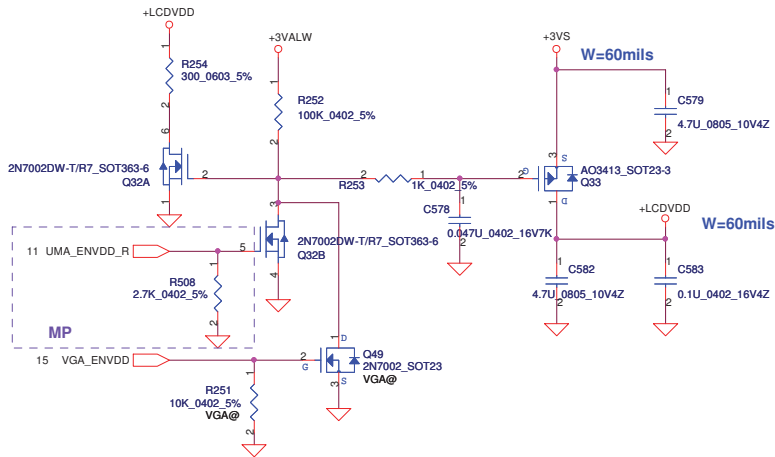 +LCDVDD
+3VALW
+3VS
W=60mils
1
R254
300_0603_5%
2
1
R252
100K_0402_5%
2
1
C579
4.7U_0805_10V4Z
2
6
2N7002DW-T/R7_SOT363-6
Q32A
2
1
2
R253
1
1K_0402_5%
2
G
3
S
AO3413_SOT23-3
Q33
1
D
1
C578
0.047U_0402_16V7K
2
+LCDVDD
W=60mils
3
2N7002DW-T/R7_SOT363-6
Q32B
5
4
11 UMA_ENVDD_R
1
R508
2.7K_0402_5%
2
MP
1
C582
4.7U_0805_10V4Z
2
1
C583
0.1U_0402_16V4Z
2
15 VGA_ENVDD
2
G
1
D
Q49
2N7002_SOT23
VGA@
3
S
1
R251
10K_0402_5%
VGA@
2